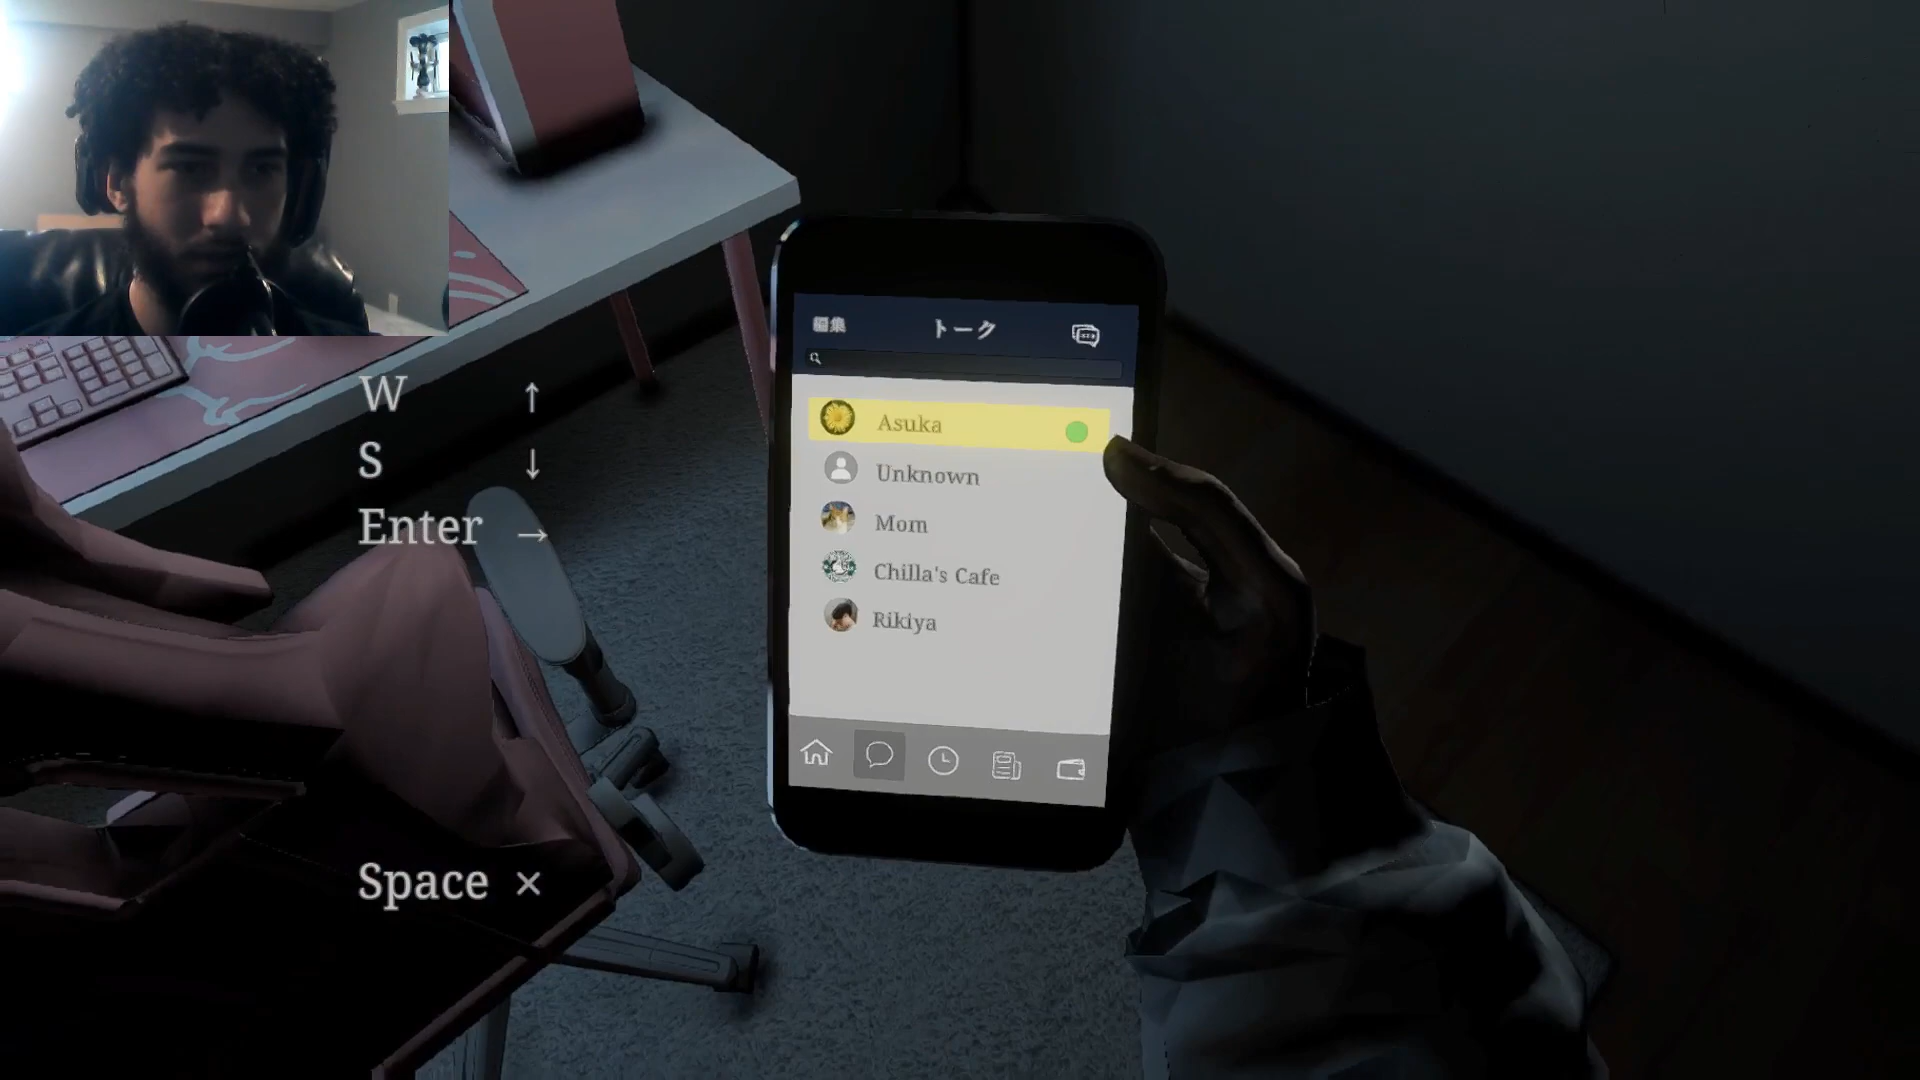 編集
トーク
Asuka
Unknown
Mom
Chilla's Cafe
Rikiya
W ↑
S ↓
Enter →
Space ×